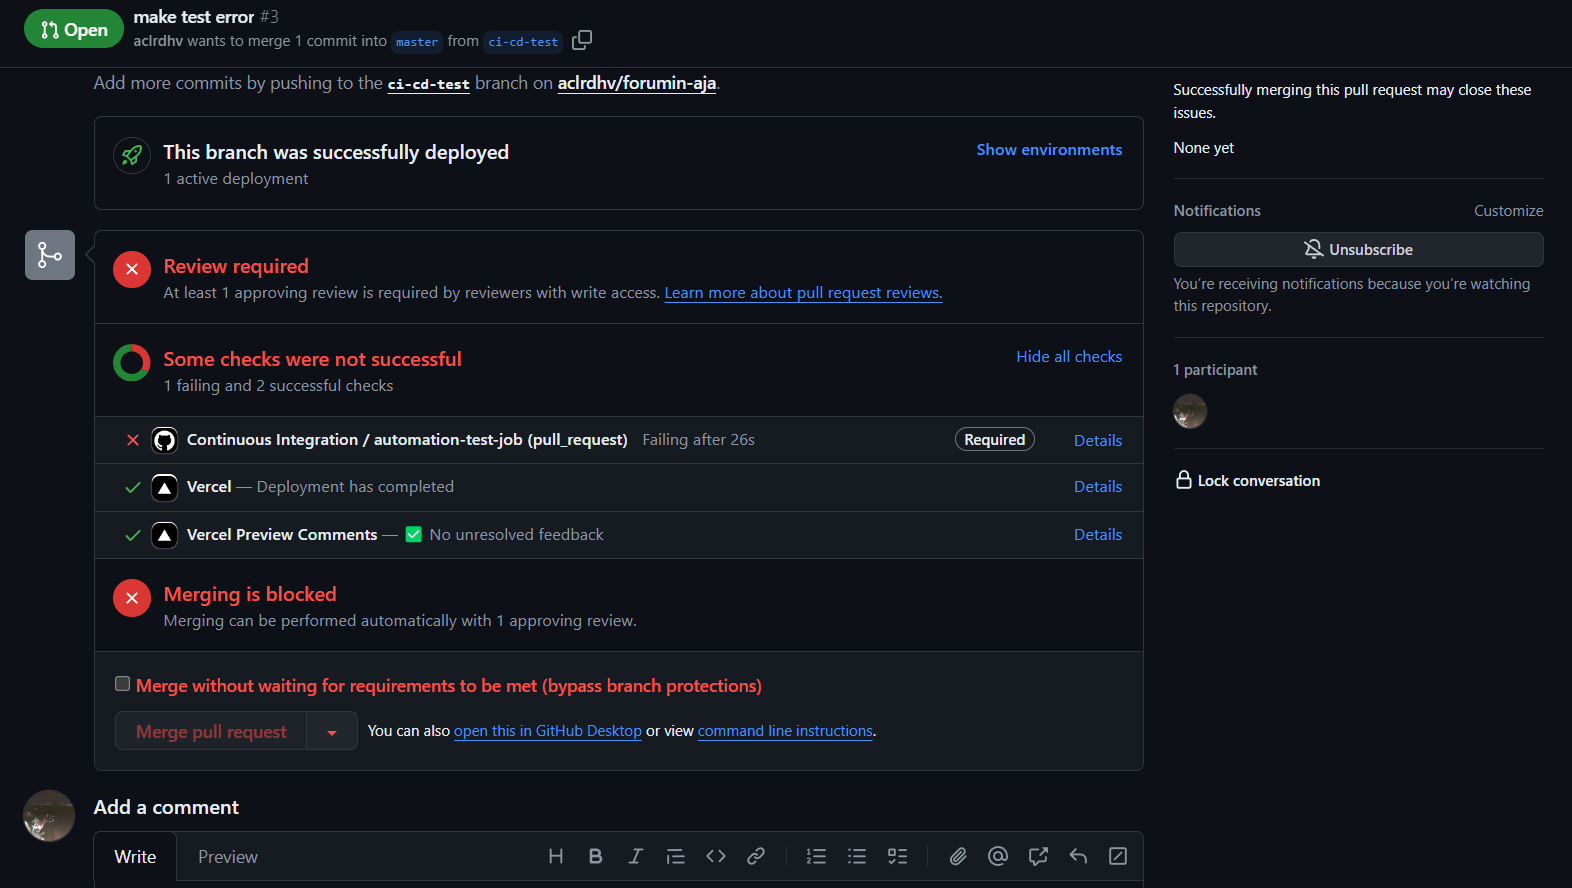 Open
make test error #3
aclrdhv wants to merge 1 commit into master from ci-cd-test
Add more commits by pushing to the ci-cd-test branch on aclrdhv/forumin-aja.
This branch was successfully deployed
1 active deployment
Show environments
Review required
At least 1 approving review is required by reviewers with write access. Learn more about pull request reviews.
Some checks were not successful
1 failing and 2 successful checks
Hide all checks
Continuous Integration / automation-test-job (pull_request) Failing after 26s Required Details
Vercel — Deployment has completed Details
Vercel Preview Comments — ✅ No unresolved feedback Details
Merging is blocked
Merging can be performed automatically with 1 approving review.
Merge without waiting for requirements to be met (bypass branch protections)
Merge pull request You can also open this in GitHub Desktop or view command line instructions.
Add a comment
Write Preview
Successfully merging this pull request may close these
issues.
None yet
Notifications Customize
Unsubscribe
You're receiving notifications because you're watching
this repository.
1 participant
Lock conversation